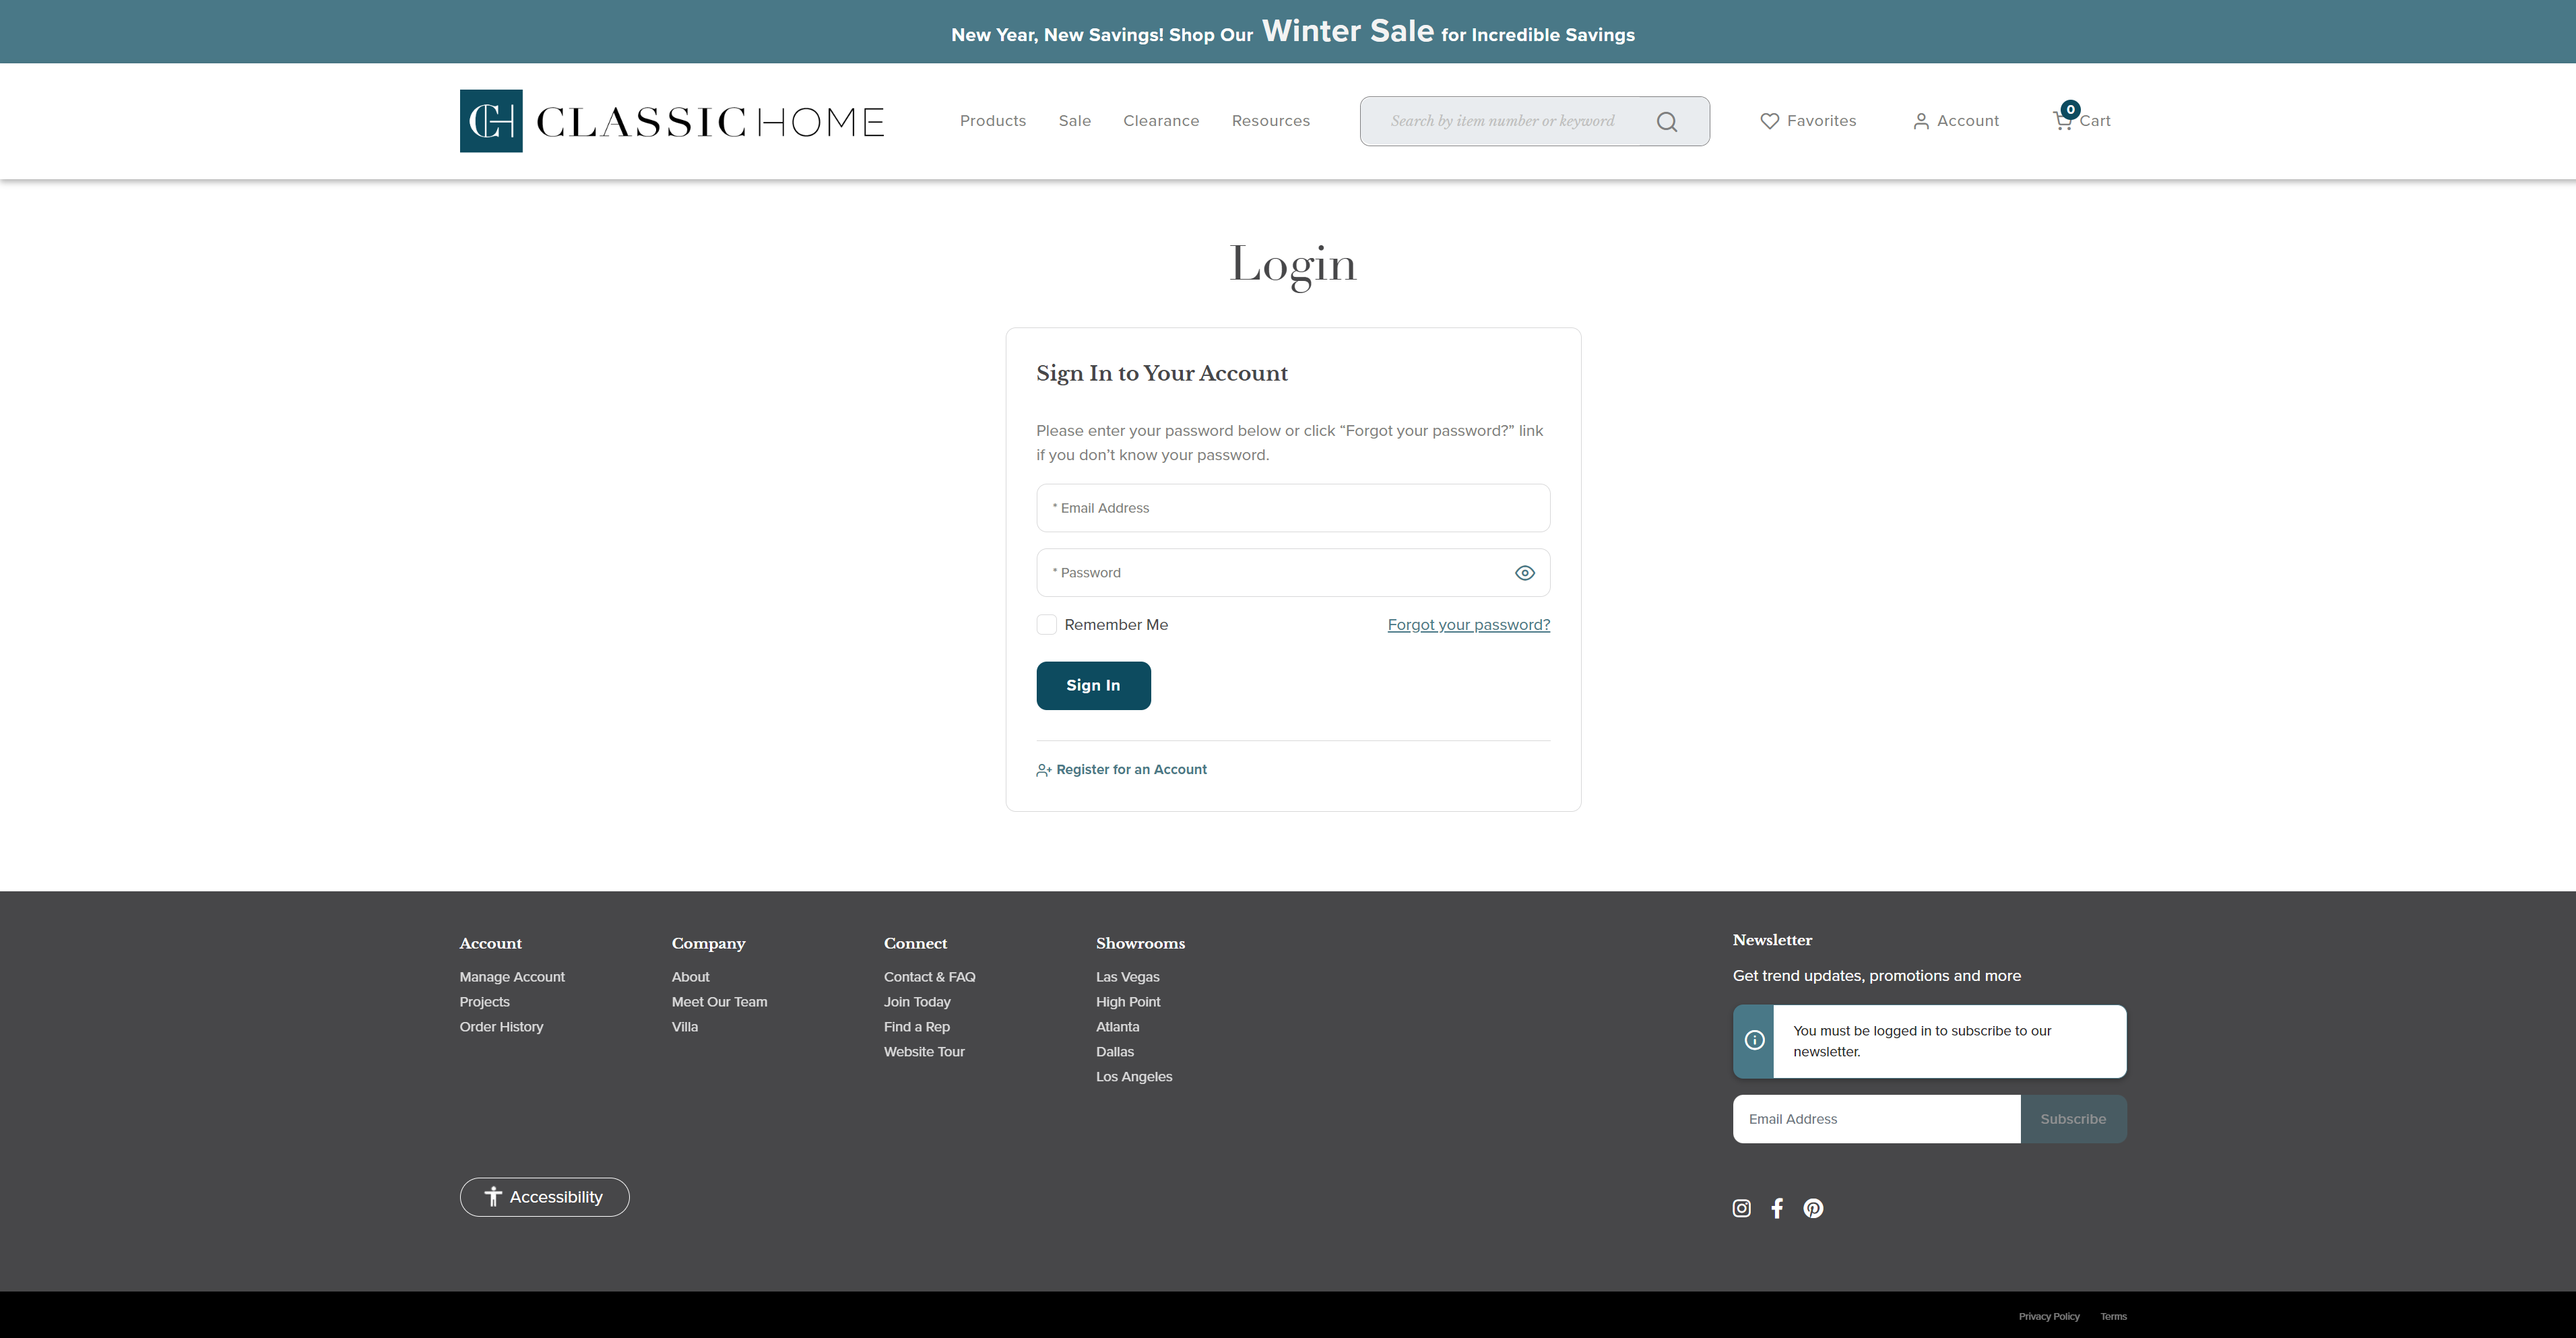 New Year, New Savings! Shop Our Winter Sale for Incredible Savings
CH CLASSIC HOME
Products Sale Clearance Resources
Search by item number or keyword
Favorites
Account
0
Cart
Login
Sign In to Your Account
Please enter your password below or click “Forgot your password?” link
if you don’t know your password.
* Email Address
* Password
Remember Me
Forgot your password?
Sign In
Register for an Account
Account
Manage Account
Projects
Order History
Company
About
Meet Our Team
Villa
Connect
Contact & FAQ
Join Today
Find a Rep
Website Tour
Showrooms
Las Vegas
High Point
Atlanta
Dallas
Los Angeles
Newsletter
Get trend updates, promotions and more
You must be logged in to subscribe to our
newsletter.
Email Address
Subscribe
Accessibility
Privacy Policy Terms